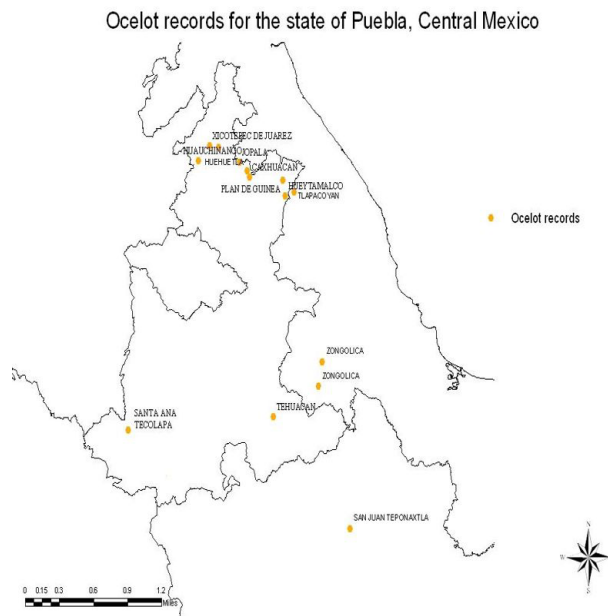 Ocelot records for the state of Puebla, Central Mexico
XICOTEPEC DE JUAREZ
HUAUCHINANGO
JOPALA
HUEHUETLA
CAXHUACAN
PLAN DE GUINEA
HUEYTAMALCO
TLAPACOYAN
Ocelot records
ZONGOLICA
ZONGOLICA
SANTA ANA
TECOLAPA
TEHUACAN
SAN JUAN TEPONAXTLA
N
W
E
S
0 0.15 0.3 0.6 0.9 1.2
Miles